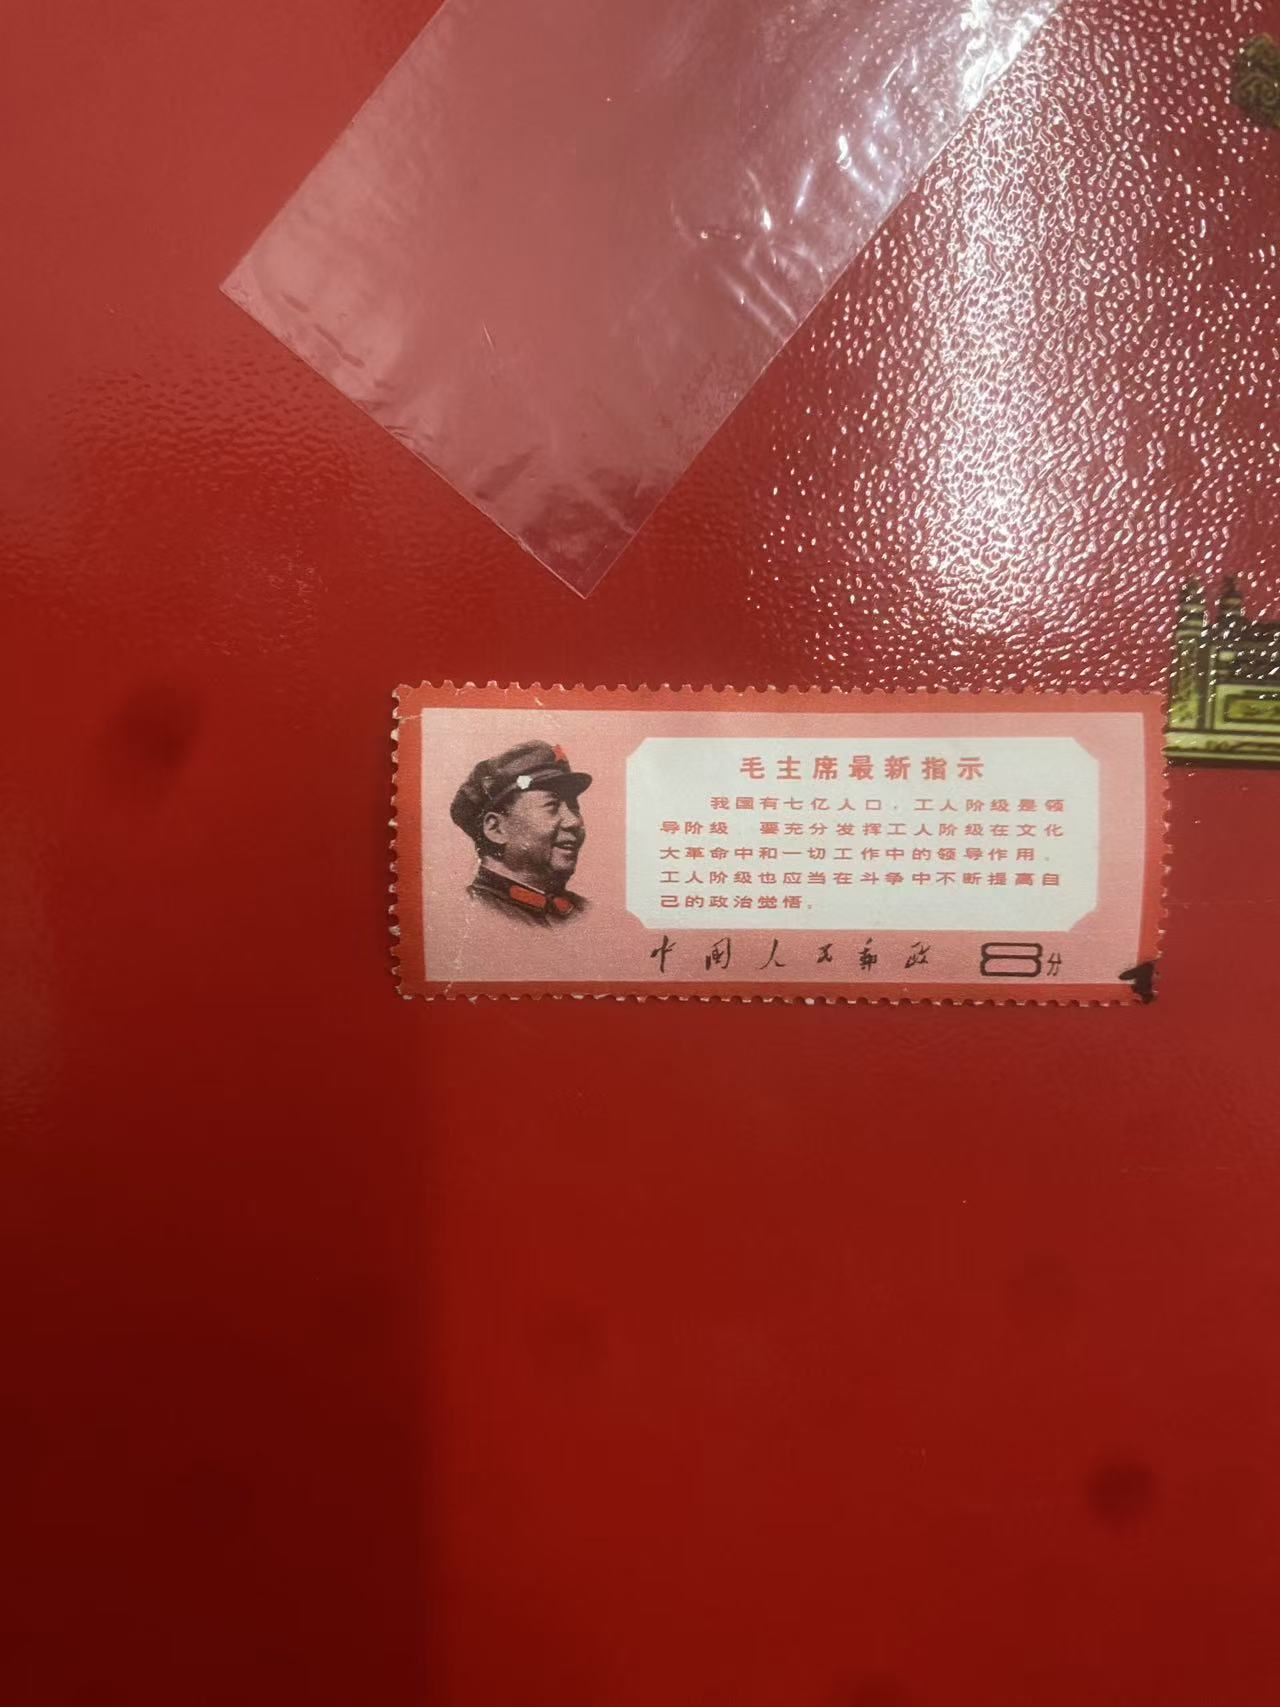 毛主席最新指示
我国有七亿人口，工人阶级是领
导阶级。要充分发挥工人阶级在文化
大革命中和一切工作中的领导作用。
工人阶级也应当在斗争中不断提高自
己的政治觉悟。
中国人民邮政 8分